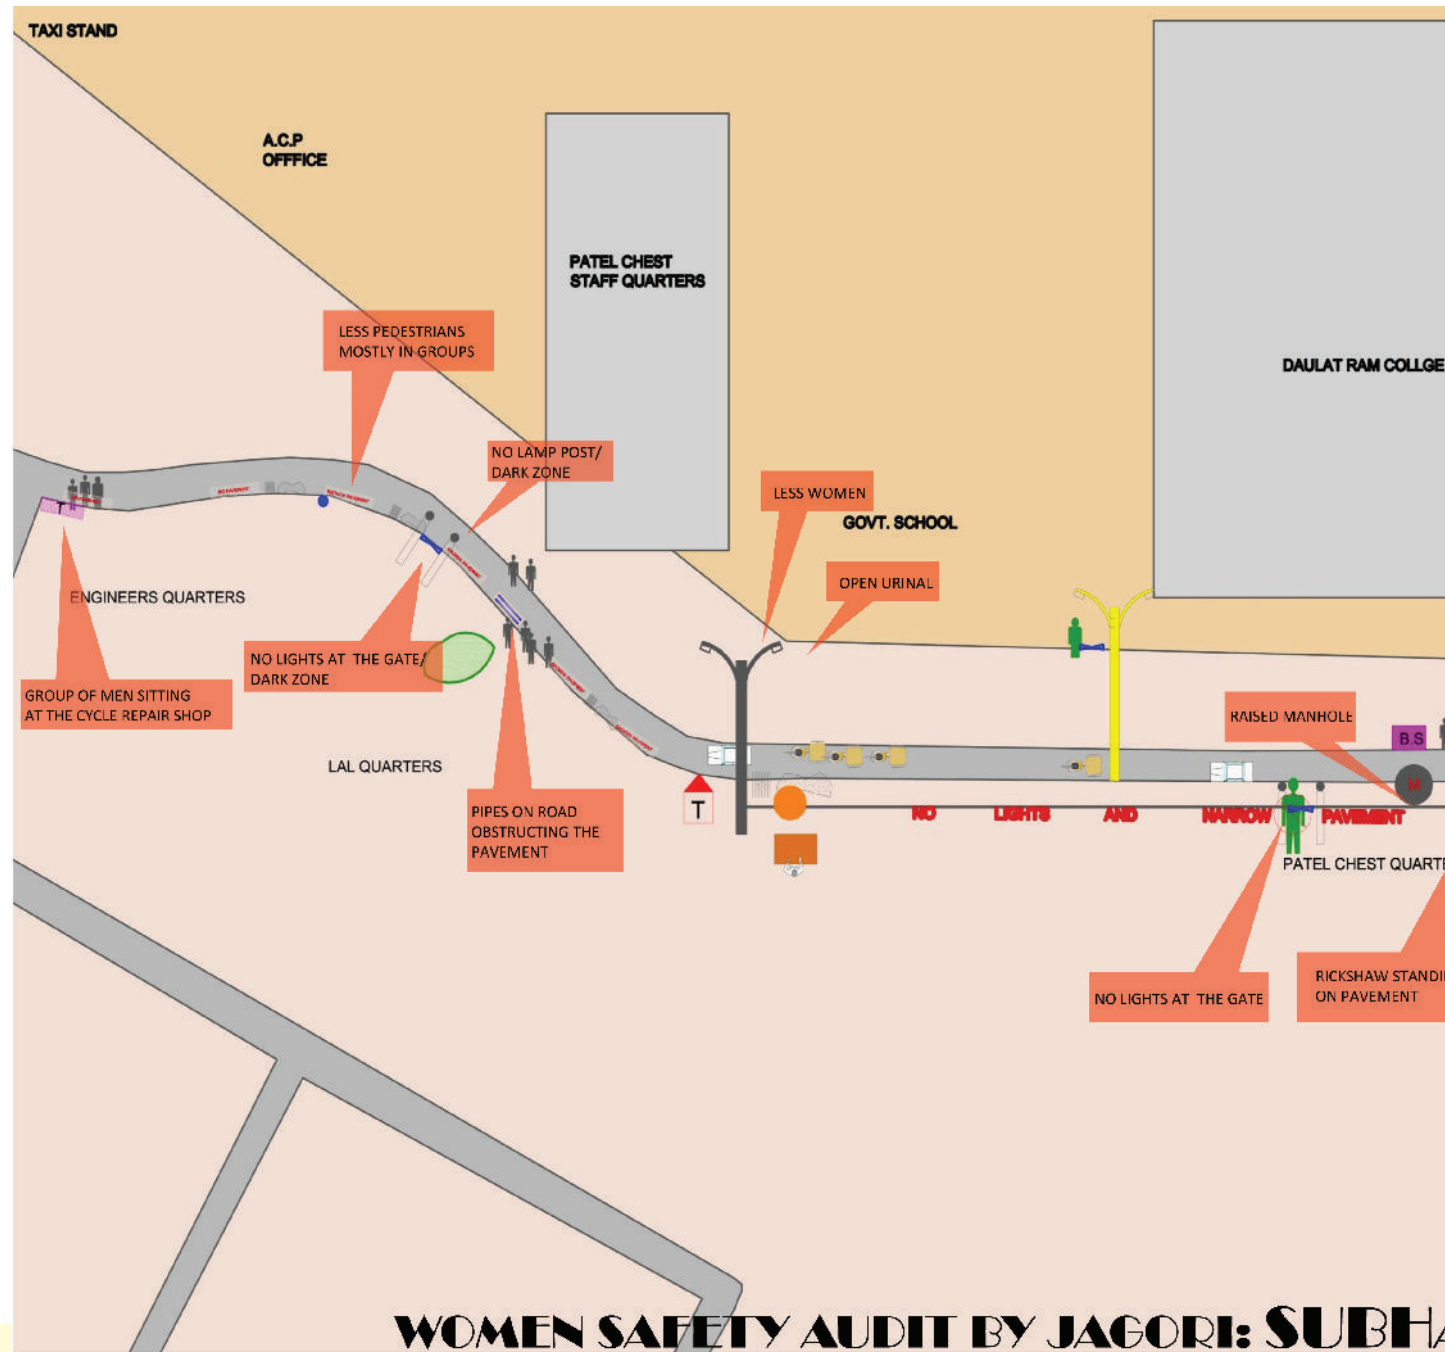 TAXI STAND
A.C.P
OFFFICE
PATEL CHEST
STAFF QUARTERS
DAULAT RAM COLLGE
LESS PEDESTRIANS
MOSTLY IN GROUPS
NO LAMP POST/
DARK ZONE
LESS WOMEN
GOVT. SCHOOL
OPEN URINAL
T
ENGINEERS QUARTERS
NO LIGHTS AT THE GATE/
DARK ZONE
GROUP OF MEN SITTING
AT THE CYCLE REPAIR SHOP
LAL QUARTERS
RAISED MANHOLE
B.S
M
T
PIPES ON ROAD
OBSTRUCTING THE
PAVEMENT
NO LIGHTS AND NARROW PAVEMENT
PATEL CHEST QUARTE
NO LIGHTS AT THE GATE
RICKSHAW STANDI
ON PAVEMENT
WOMEN SAFETY AUDIT BY JAGORI: SUBHA